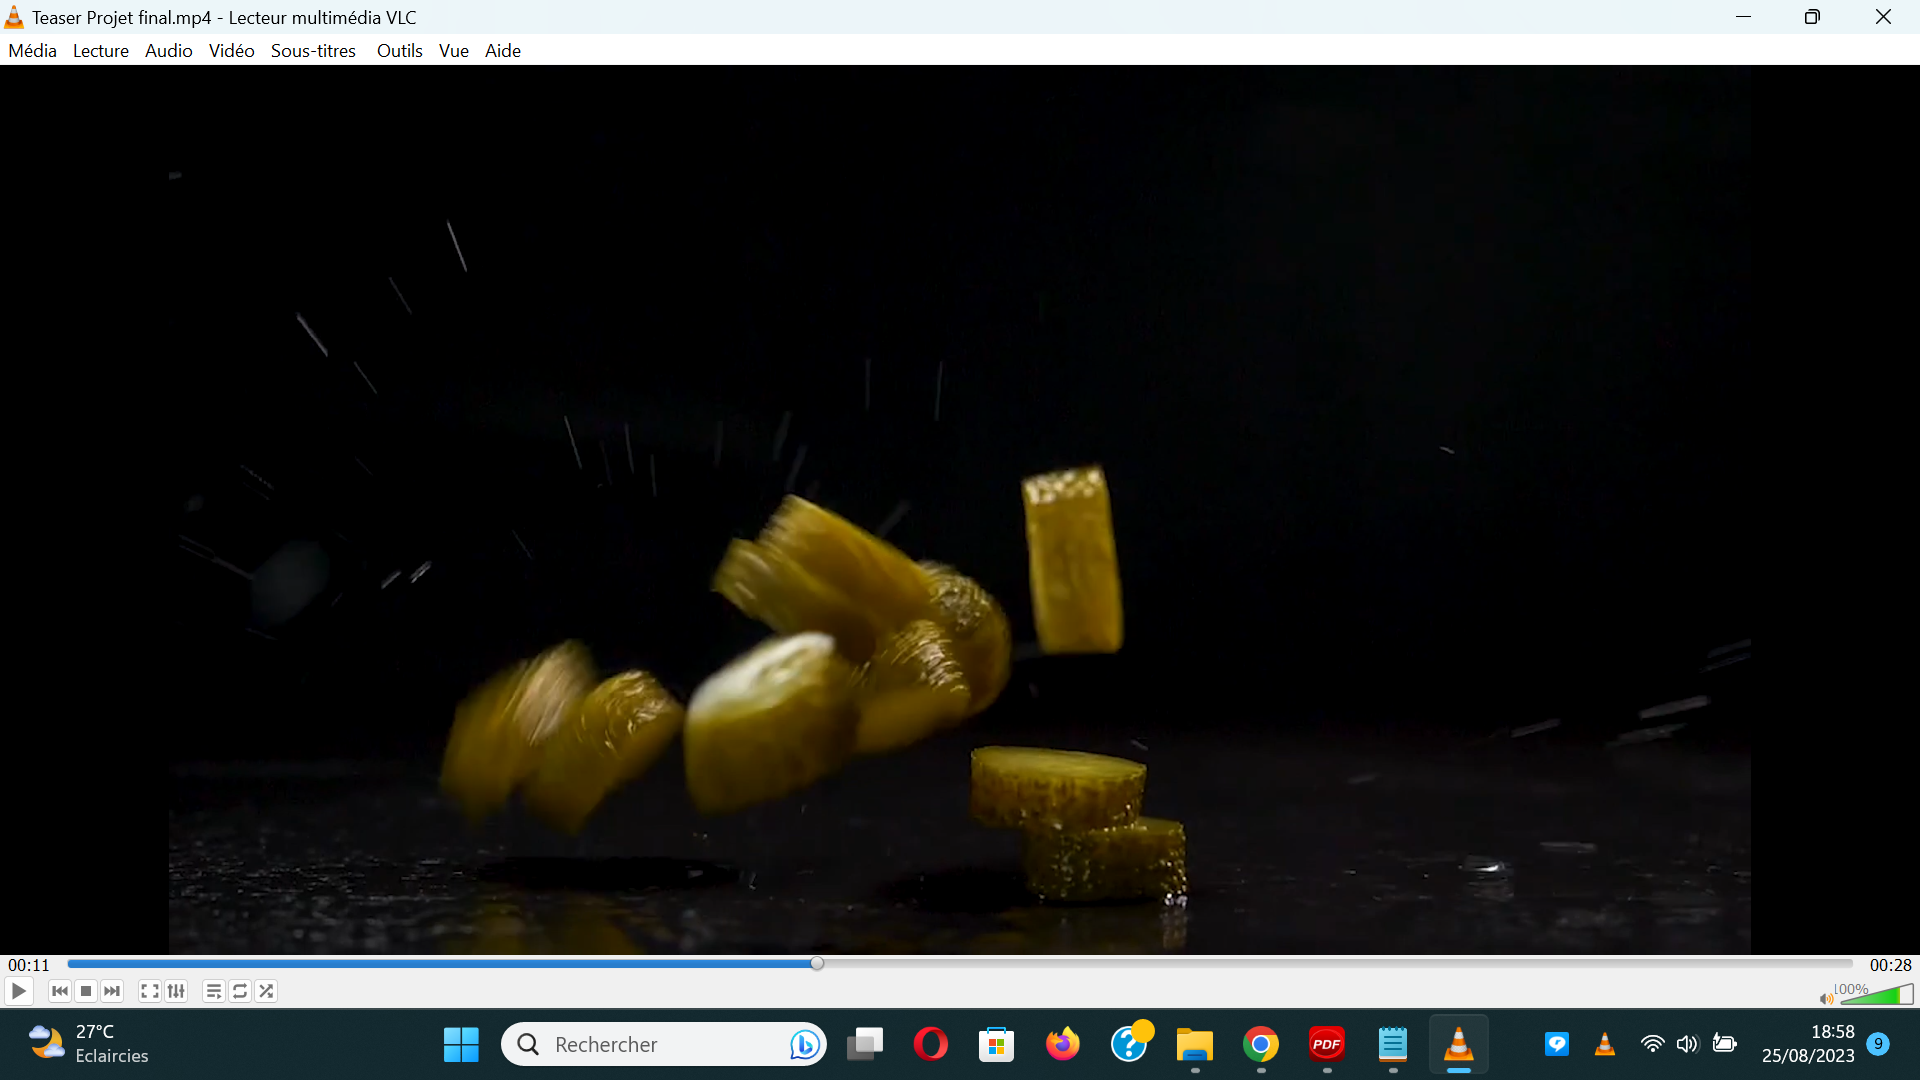 Teaser Projet final.mp4 - Lecteur multimédia VLC
Média Lecture Audio Vidéo Sous-titres Outils Vue Aide
00:11 00:28
100%
27°C
Eclaircies
Rechercher
PDF
18:58
25/08/2023
9